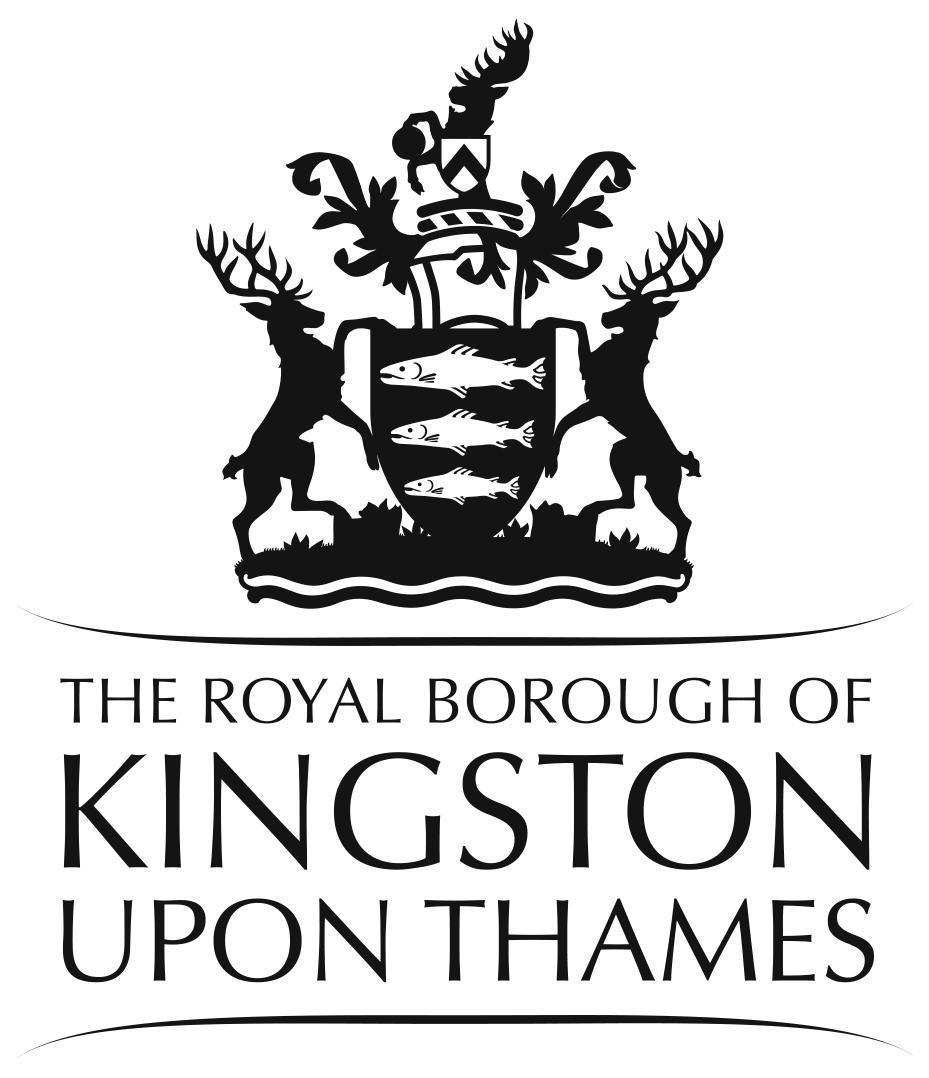 THE ROYAL BOROUGH OF
KINGSTON
UPON THAMES